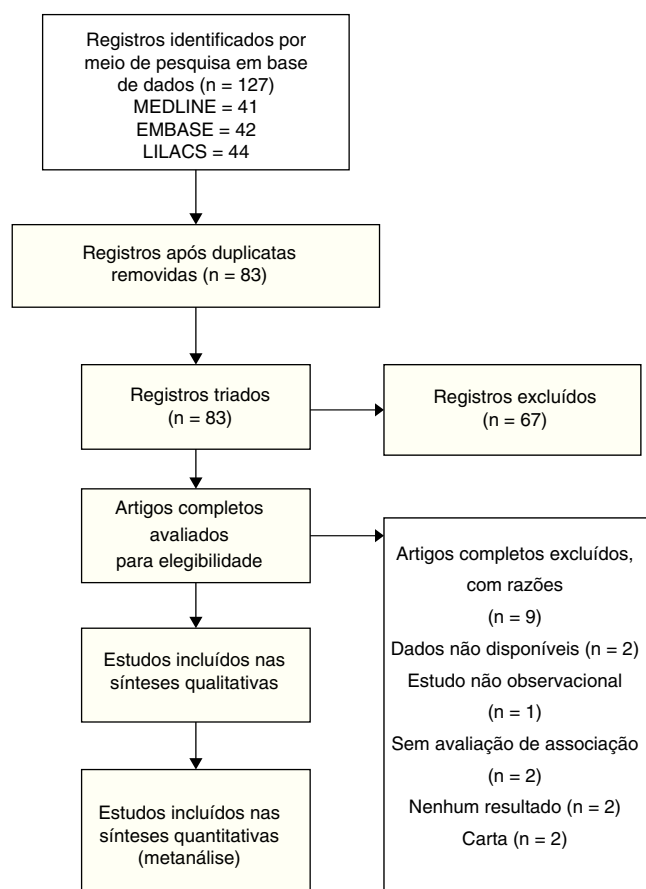 Registros identificados por
meio de pesquisa em base
de dados (n = 127)
MEDLINE = 41
EMBASE = 42
LILACS = 44
Registros após duplicatas
removidas (n = 83)
Registros triados
(n = 83)
Registros excluídos
(n = 67)
Artigos completos
avaliados
para elegibilidade
Artigos completos excluídos,
com razões
(n = 9)
Dados não disponíveis (n = 2)
Estudo não observacional
(n = 1)
Sem avaliação de associação
(n = 2)
Nenhum resultado (n = 2)
Carta (n = 2)
Estudos incluídos nas
sínteses qualitativas
Estudos incluídos nas
sínteses quantitativas
(metanálise)